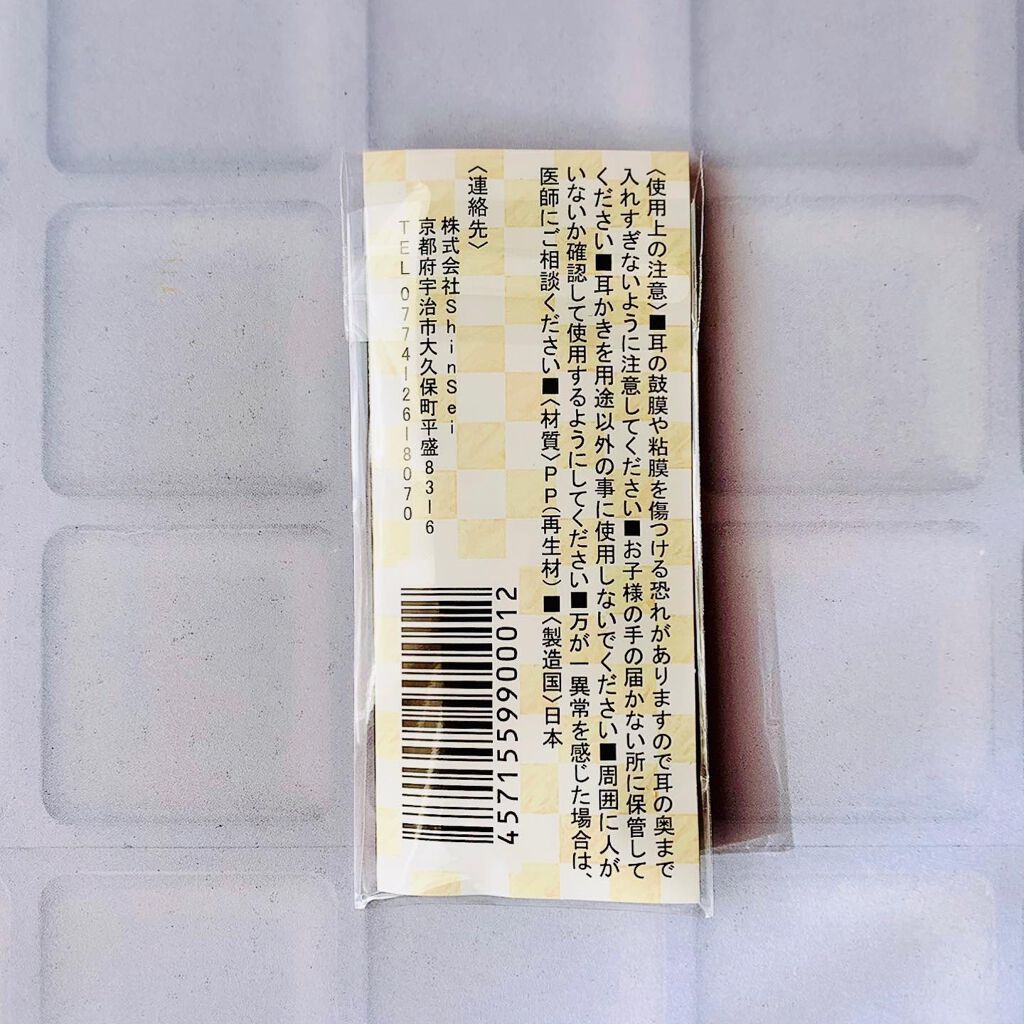 〈使用上の注意〉■耳の鼓膜や粘膜を傷つける恐れがありますので耳の奥まで
入れすぎないように注意してください■お子様の手の届かない所に保管して
ください■耳かきを用途以外の事に使用しないでください■周囲に人が
いないか確認して使用するようにしてください■万が一異常を感じた場合は、
医師にご相談ください■〈材質〉PP(再生材)■〈製造国〉日本
〈連絡先〉
株式会社ShinSei
京都府宇治市大久保町平盛83-6
TEL0774-26-8070
4571559900012